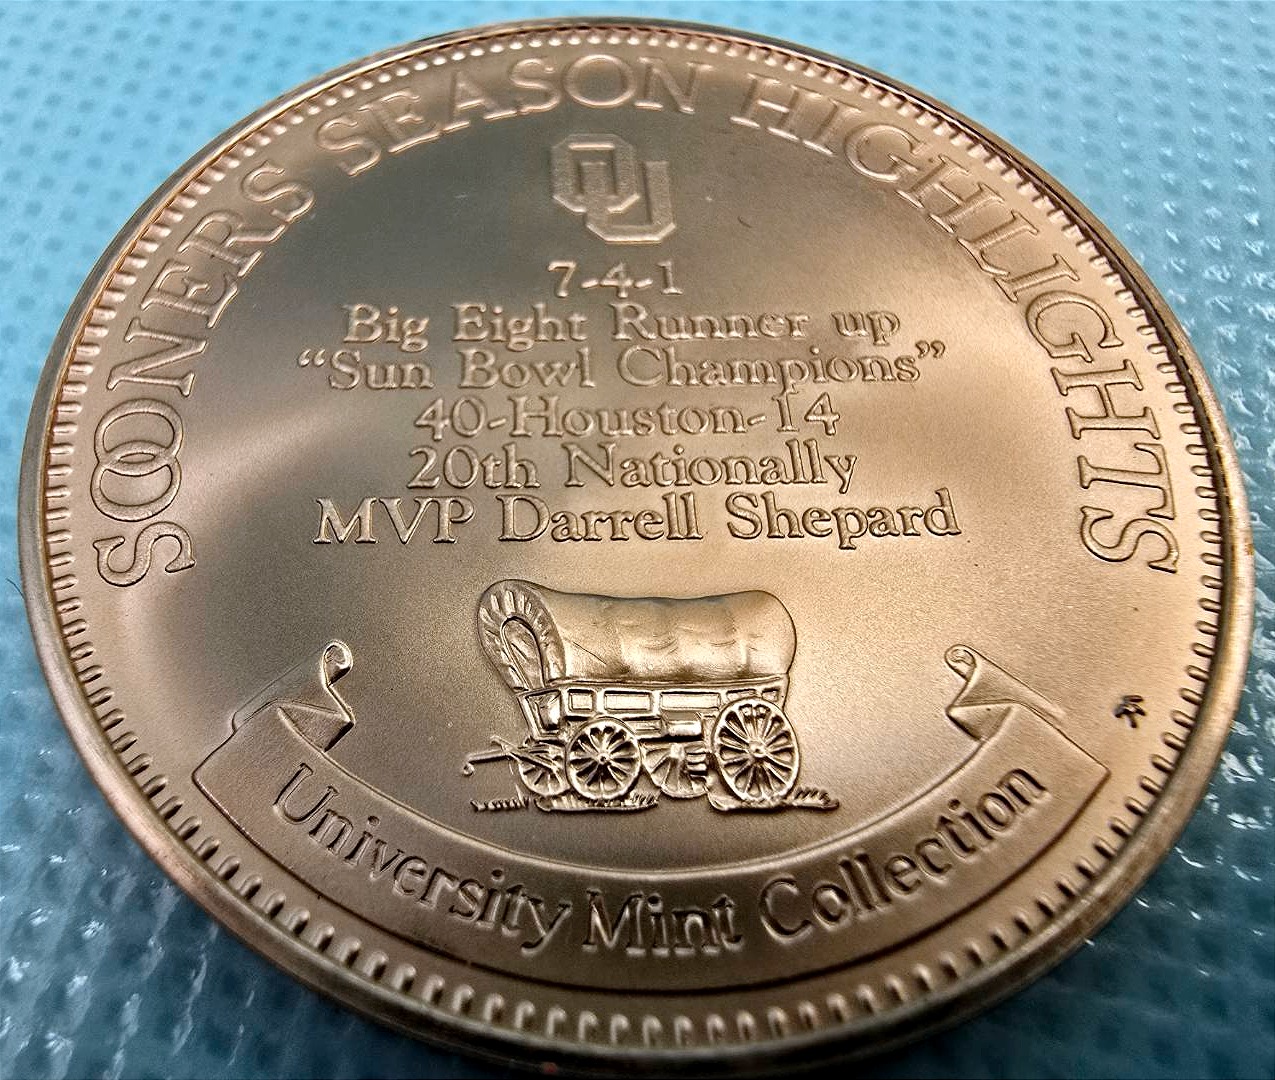 SOONERS SEASON HIGHLIGHTS
OU
7-4-1
Big Eight Runner up
“Sun Bowl Champions”
40-Houston-14
20th Nationally
MVP Darrell Shepard
University Mint Collection